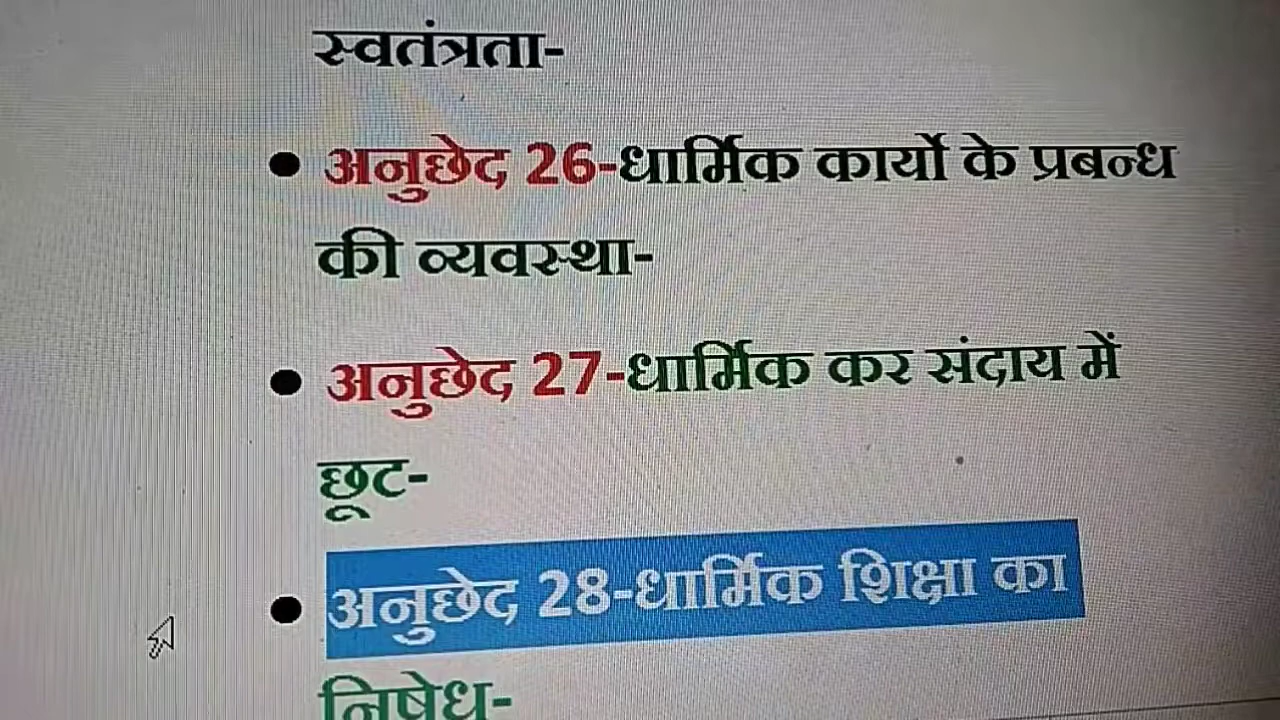 स्वतंत्रता-
• अनुछेद 26-धार्मिक कार्यो के प्रबन्ध
की व्यवस्था-
• अनुछेद 27-धार्मिक कर संदाय में
छूट-
• अनुछेद 28-धार्मिक शिक्षा का
निषेध-